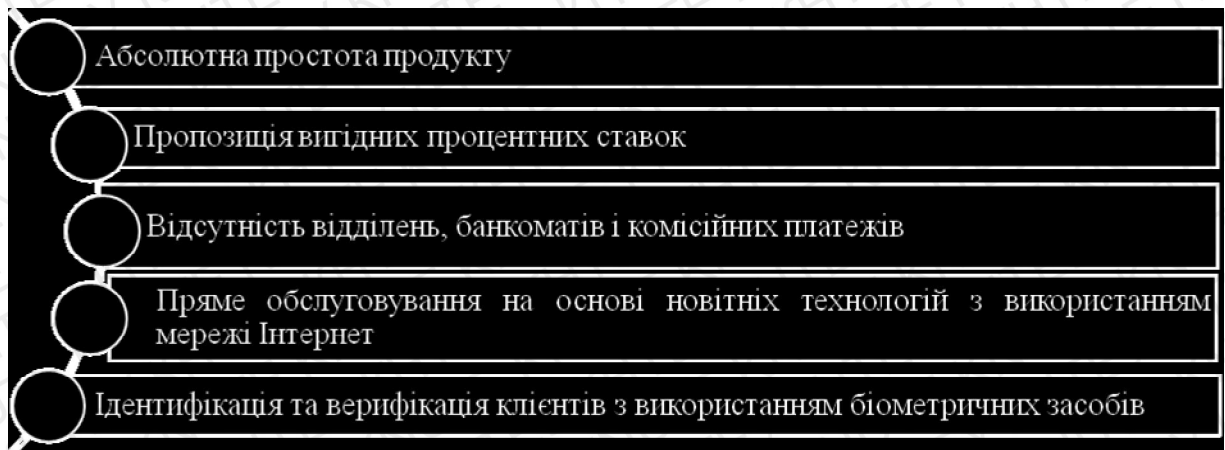 Абсолютна простота продукту
Пропозиція вигідних процентних ставок
Відсутність відділень, банкоматів і комісійних платежів
Пряме обслуговування на основі новітніх технологій з використанням
мережі Інтернет
Ідентифікація та верифікація клієнтів з використанням біометричних засобів